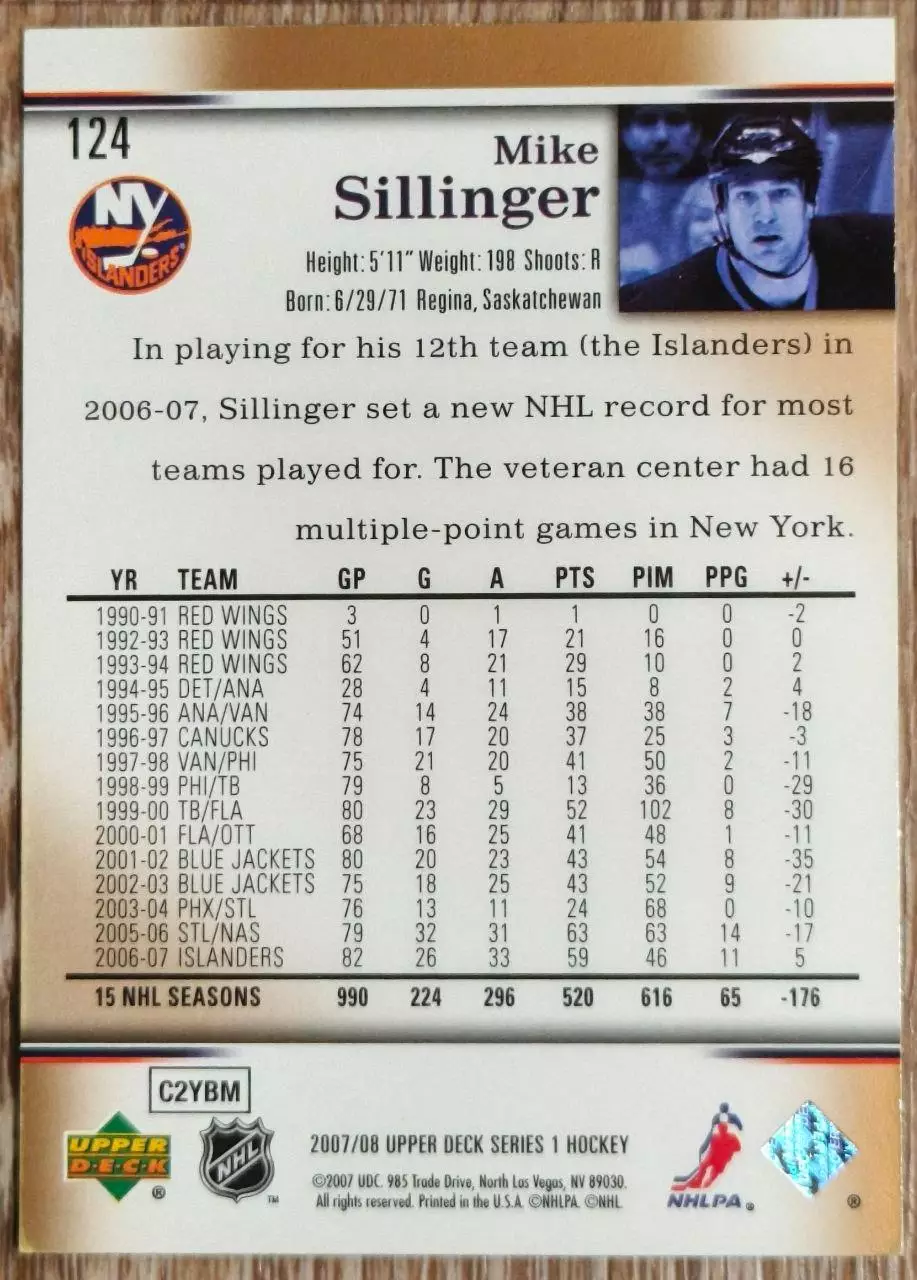 124
NY
ISLANDERS
Mike
Sillinger
Height: 5'11" Weight: 198 Shoots: R
Born: 6/29/71 Regina, Saskatchewan
In playing for his 12th team (the Islanders) in
2006-07, Sillinger set a new NHL record for most
teams played for. The veteran center had 16
multiple-point games in New York.
YR TEAM GP G A PTS PIM PPG +/-
1990-91 RED WINGS 3 0 1 1 0 0 -2
1992-93 RED WINGS 51 4 17 21 16 0 0
1993-94 RED WINGS 62 8 21 29 10 0 2
1994-95 DET/ANA 28 4 11 15 8 2 4
1995-96 ANA/VAN 74 14 24 38 38 7 -18
1996-97 CANUCKS 78 17 20 37 25 3 -3
1997-98 VAN/PHI 75 21 20 41 50 2 -11
1998-99 PHI/TB 79 8 5 13 36 0 -29
1999-00 TB/FLA 80 23 29 52 102 8 -30
2000-01 FLA/OTT 68 16 25 41 48 1 -11
2001-02 BLUE JACKETS 80 20 23 43 54 8 -35
2002-03 BLUE JACKETS 75 18 25 43 52 9 -21
2003-04 PHX/STL 76 13 11 24 68 0 -10
2005-06 STL/NAS 79 32 31 63 63 14 -17
2006-07 ISLANDERS 82 26 33 59 46 11 5
15 NHL SEASONS 990 224 296 520 616 65 -176
C2YBM
UPPER
D·E·C·K ®
NHL ™
2007/08 UPPER DECK SERIES 1 HOCKEY
©2007 UDC. 985 Trade Drive, North Las Vegas, NV 89030.
All rights reserved. Printed in the U.S.A. ©NHLPA. ©NHL.
NHLPA ®
®